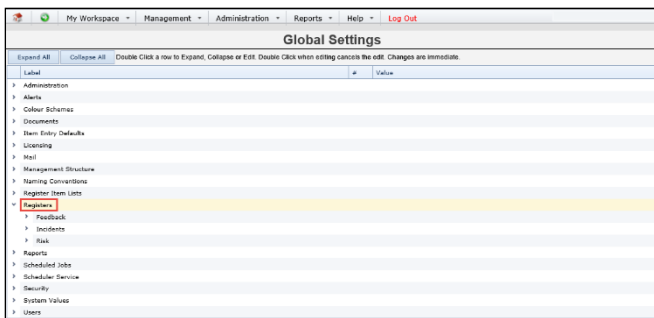 My Workspace Management Administration Reports Help Log Out
Global Settings
Expand All Collapse All Double Click a row to Expand, Collapse or Edit. Double Click when editing cancels the edit. Changes are immediate.
Label # Value
Administration
Alerts
Colour Schemes
Documents
Item Entry Defaults
Licensing
Mail
Management Structure
Naming Conventions
Register Item Lists
Registers
Feedback
Incidents
Risk
Reports
Scheduled Jobs
Scheduler Service
Security
System Values
Users